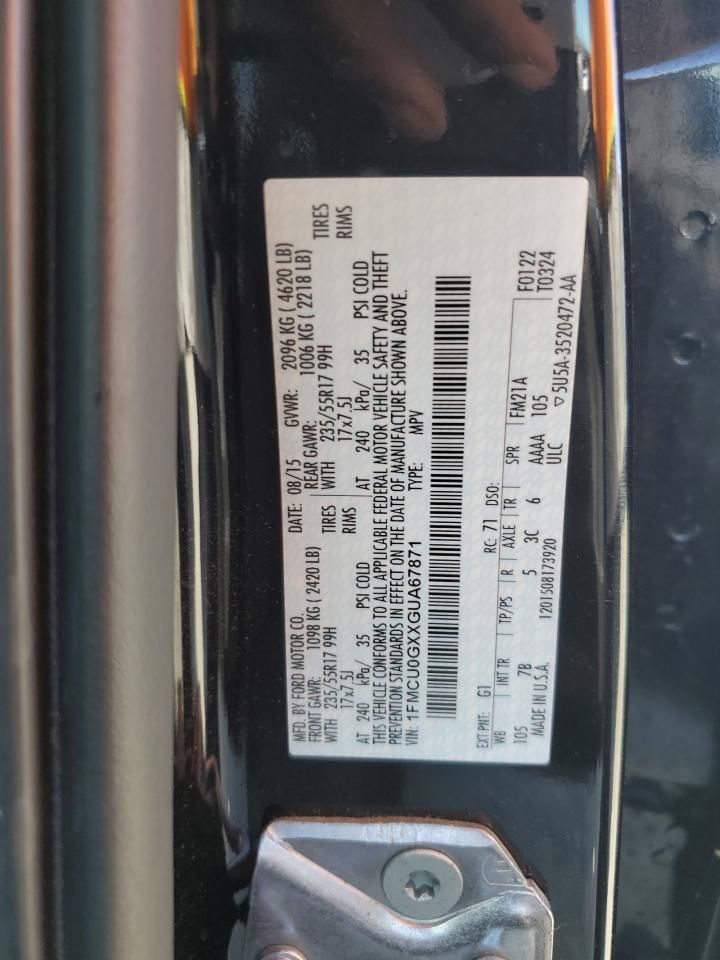 MFD. BY FORD MOTOR CO. DATE: 08/15 GVWR: 2096 KG ( 4620 LB)
FRONT GAWR: 1098 KG ( 2420 LB) REAR GAWR: 1006 KG ( 2218 LB)
WITH 235/55R17 99H TIRES WITH 235/55R17 99H TIRES
17x7.5J RIMS 17x7.5J RIMS
AT 240 kPa/ 35 PSI COLD AT 240 kPa/ 35 PSI COLD
THIS VEHICLE CONFORMS TO ALL APPLICABLE FEDERAL MOTOR VEHICLE SAFETY AND THEFT
PREVENTION STANDARDS IN EFFECT ON THE DATE OF MANUFACTURE SHOWN ABOVE.
VIN: 1FMCU0GXXGUA67871 TYPE: MPV
EXT PNT: G1 RC: 71 DSO: FM21A F0122
WB INT TR TP/PS R AXLE TR SPR T0324
105 7B 5 3C 6 AAAA 105
ULC
MADE IN U.S.A. 1201508173920 ▽5U5A-3520472-AA